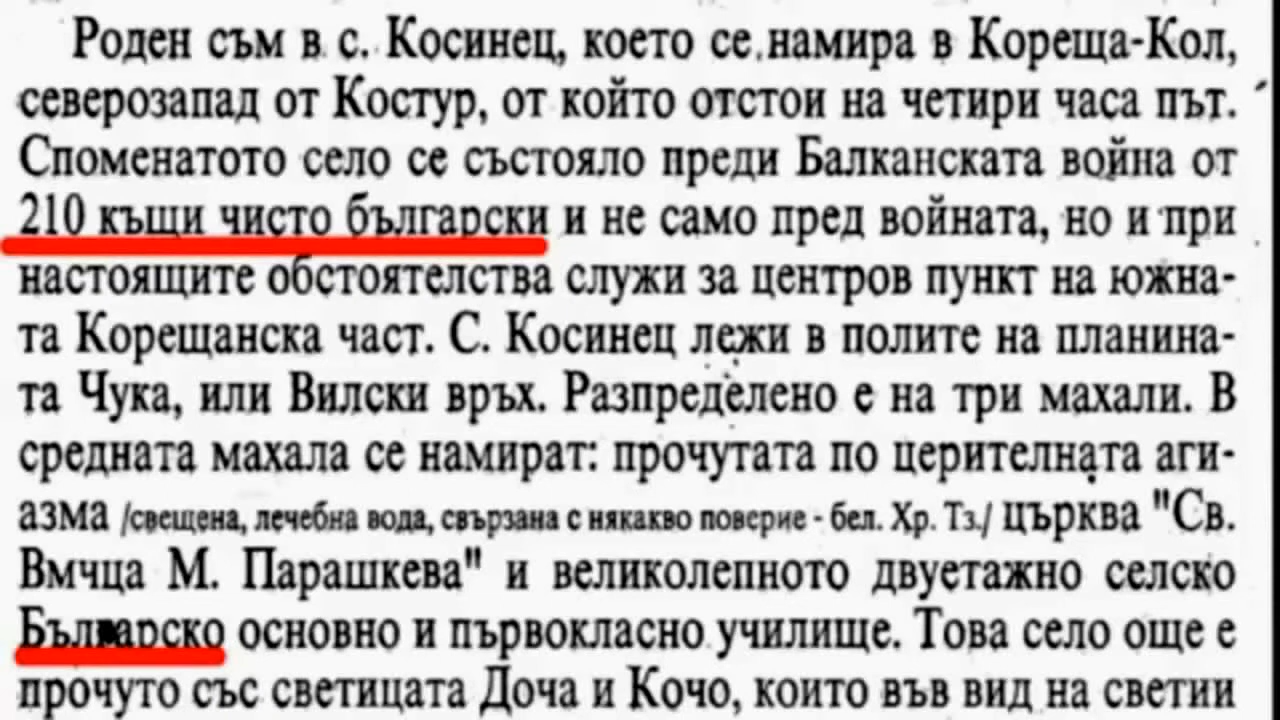 Роден съм в с. Косинец, което се намира в Кореща-Кол,
северозапад от Костур, от който отстои на четири часа път.
Споменатото село се състояло преди Балканската война от
210 къщи чисто български и не само пред войната, но и при
настоящите обстоятелства служи за центров пункт на южна-
та Корещанска част. С. Косинец лежи в полите на планина-
та Чука, или Вилски връх. Разпределено е на три махали. В
средната махала се намират: прочутата по церителната аги-
азма /свещена, лечебна вода, свързана с някакво поверие - бел. Хр. Тз./ църква "Св.
Вмчца М. Парашкева" и великолепното двуетажно селско
Българско основно и първокласно училище. Това село още е
прочуто със светицата Доча и Кочо, които във вид на светии